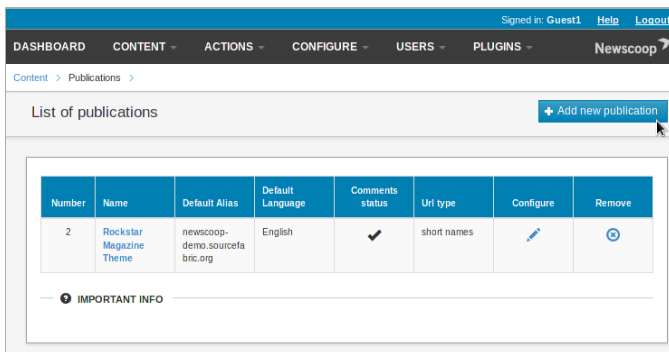 Signed in: Guest1 Help Logout
DASHBOARD CONTENT ACTIONS CONFIGURE USERS PLUGINS Newscoop
Content > Publications >
List of publications
+ Add new publication
Number Name Default Alias Default Language Comments status Url type Configure Remove
2 Rockstar Magazine Theme newscoop-demo.sourcefabric.org English short names
IMPORTANT INFO